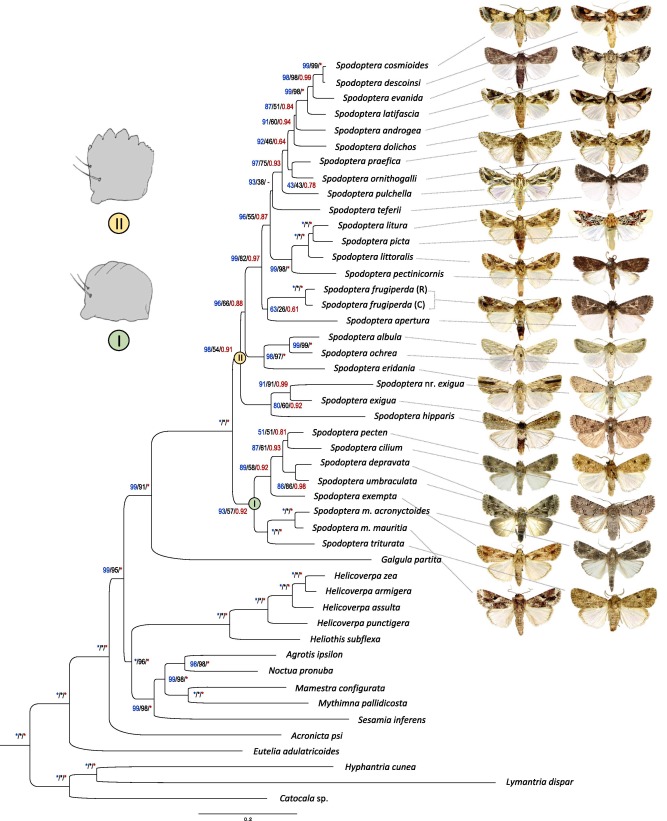 99/99/*
Spodoptera cosmioides
98/98/0.99
Spodoptera descoinsi
99/98/*
Spodoptera evanida
87/51/0.84
Spodoptera latifascia
91/60/0.94
Spodoptera androgea
92/46/0.64
Spodoptera dolichos
97/75/0.93
Spodoptera praefica
Spodoptera ornithogalli
93/38/-
43/43/0.78
Spodoptera pulchella
Spodoptera teferii
96/55/0.87
*/*/*
Spodoptera litura
Spodoptera picta
99/82/0.97
Spodoptera littoralis
99/98/*
Spodoptera pectinicornis
*/*/*
Spodoptera frugiperda (R)
96/66/0.88
Spodoptera frugiperda (C)
63/26/0.61
Spodoptera apertura
Spodoptera albula
99/99/*
98/54/0.91
Spodoptera ochrea
98/97/*
Spodoptera eridania
91/91/0.99
Spodoptera nr. exigua
Spodoptera exigua
80/60/0.92
Spodoptera hipparis
*/*/*
51/51/0.81
Spodoptera pecten
87/61/0.93
Spodoptera cilium
89/58/0.92
Spodoptera depravata
Spodoptera umbraculata
86/86/0.98
Spodoptera exempta
93/57/0.92
*/*/*
Spodoptera m. acronyctoides
Spodoptera m. mauritia
*/*/*
Spodoptera triturata
99/91/*
Galgula partita
99/95/*
*/*/*
Helicoverpa zea
*/*/*
Helicoverpa armigera
*/*/*
Helicoverpa assulta
*/*/*
Helicoverpa punctigera
Heliothis subflexa
*/96/*
Agrotis ipsilon
98/98/*
Noctua pronuba
99/98/*
Mamestra configurata
*/*/*
Mythimna pallidicosta
99/98/*
Sesamia inferens
*/*/*
Acronicta psi
*/*/*
Eutelia adulatricoides
*/*/*
*/*/*
Hyphantria cunea
*/*/*
Lymantria dispar
Catocala sp.
0.2
II
I
II
I